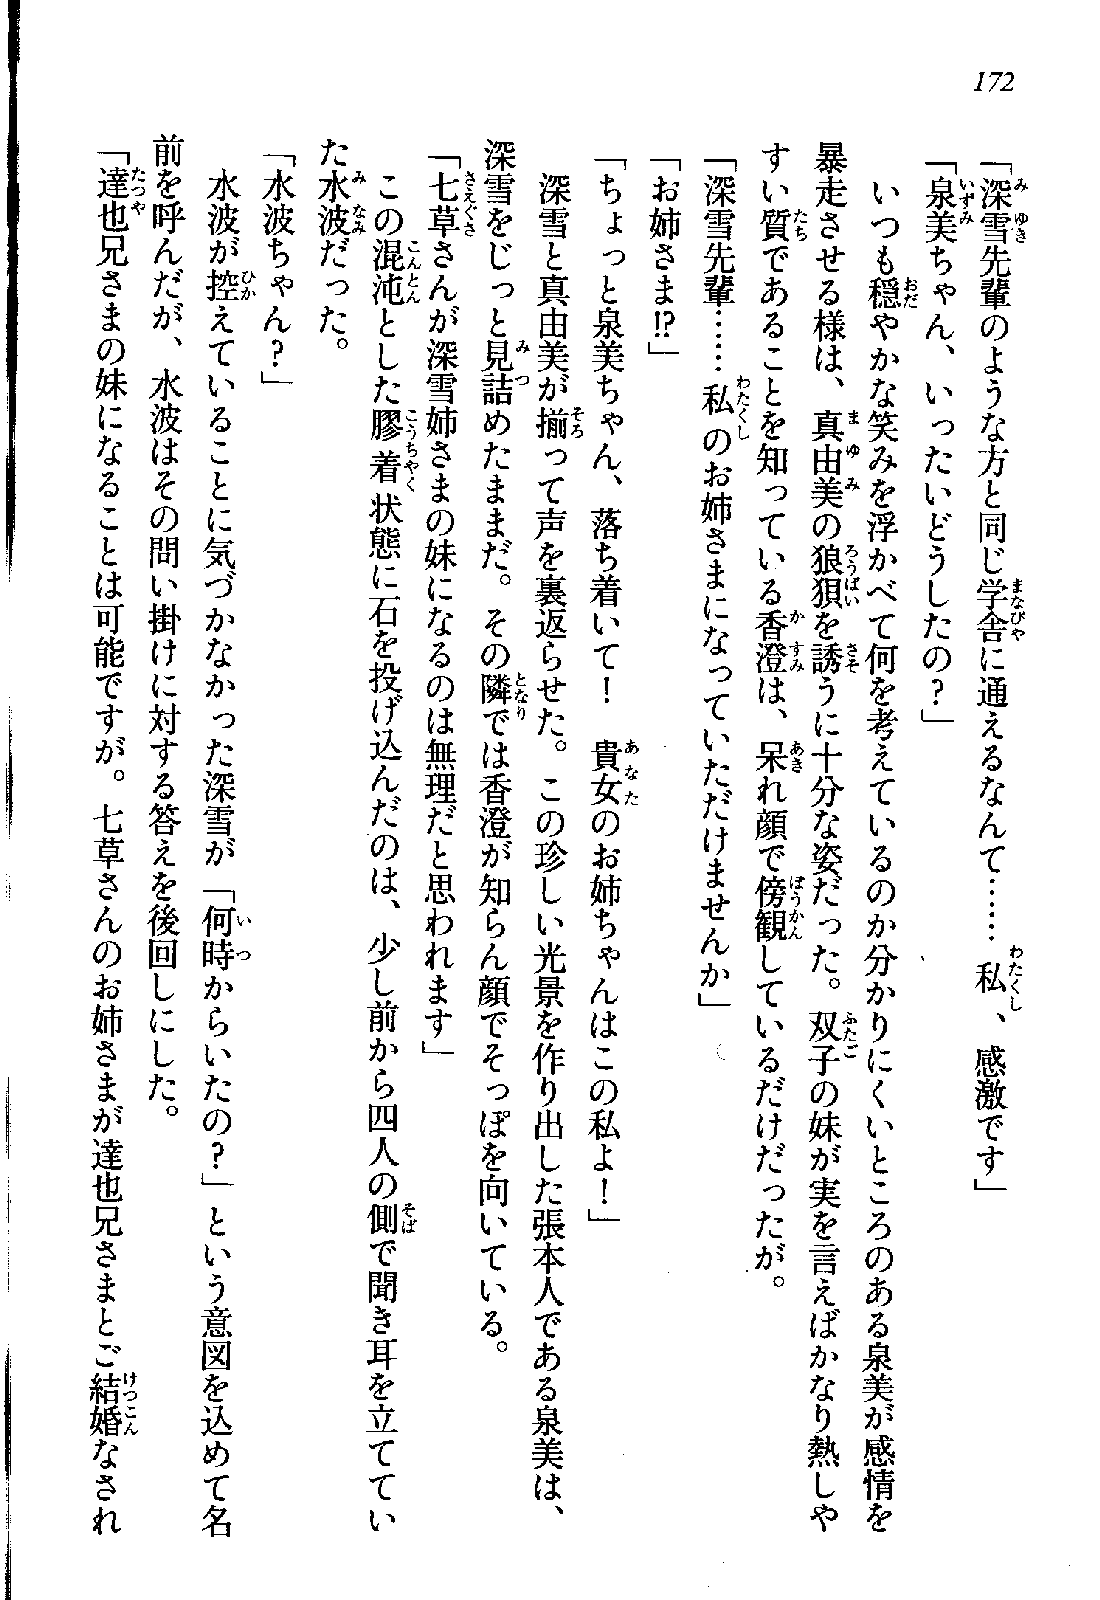 172
「深雪先輩のような方と同じ学舎に通えるなんて……私、感激です」
「泉美ちゃん、いったいどうしたの？」
いつも穏やかな笑みを浮かべて何を考えているのか分かりにくいところのある泉美が感情を
暴走させる様は、真由美の狼狽を誘うに十分な姿だった。双子の妹が実を言えばかなり熱しや
すい質であることを知っている香澄は、呆れ顔で傍観しているだけだったが。
「深雪先輩……私のお姉さまになっていただけませんか」
「お姉さま!?」
「ちょっと泉美ちゃん、落ち着いて！　貴女のお姉ちゃんはこの私よ！」
深雪と真由美が揃って声を裏返らせた。この珍しい光景を作り出した張本人である泉美は、
深雪をじっと見詰めたままだ。その隣では香澄が知らん顔でそっぽを向いている。
「七草さんが深雪姉さまの妹になるのは無理だと思われます」
この混沌とした膠着状態に石を投げ込んだのは、少し前から四人の側で聞き耳を立ててい
た水波だった。
「水波ちゃん？」
水波が控えていることに気づかなかった深雪が「何時からいたの？」という意図を込めて名
前を呼んだが、水波はその問い掛けに対する答えを後回しにした。
「達也兄さまの妹になることは可能ですが。七草さんのお姉さまが達也兄さまとご結婚なされ